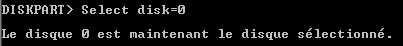 DISKPART> Select disk=0
Le disque 0 est maintenant le disque sélectionné.